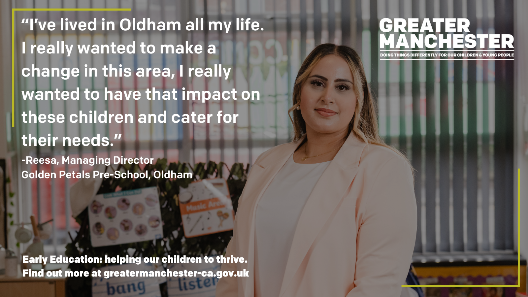 “I’ve lived in Oldham all my life.
I really wanted to make a
change in this area, I really
wanted to have that impact on
these children and cater for
their needs.”
-Reesa, Managing Director
Golden Petals Pre-School, Oldham
Early Education: helping our children to thrive.
Find out more at greatermanchester-ca.gov.uk
GREATER
MANCHESTER
DOING THINGS DIFFERENTLY FOR OUR CHILDREN & YOUNG PEOPLE
bang
listen